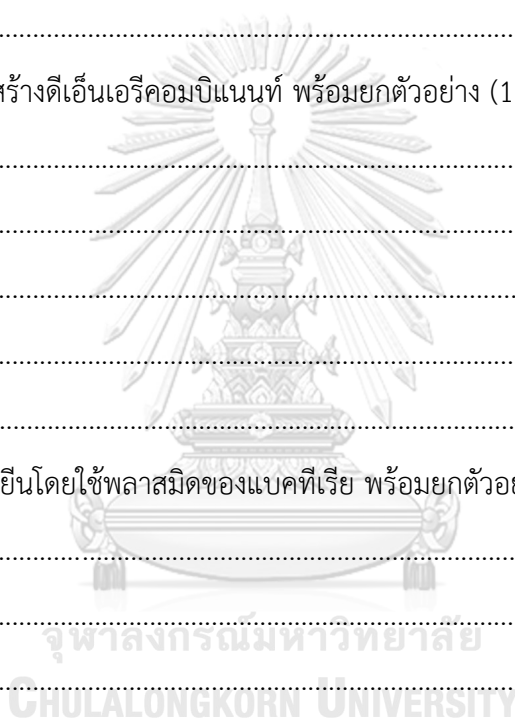 สร้างดีเอ็นเอรีคอมบิแนนท์ พร้อมยกตัวอย่าง (1
ยีนโดยใช้พลาสมิดของแบคทีเรีย พร้อมยกตัวอย
จุฬาลงกรณ์มหาวิทยาลัย
CHULALONGKORN UNIVERSITY